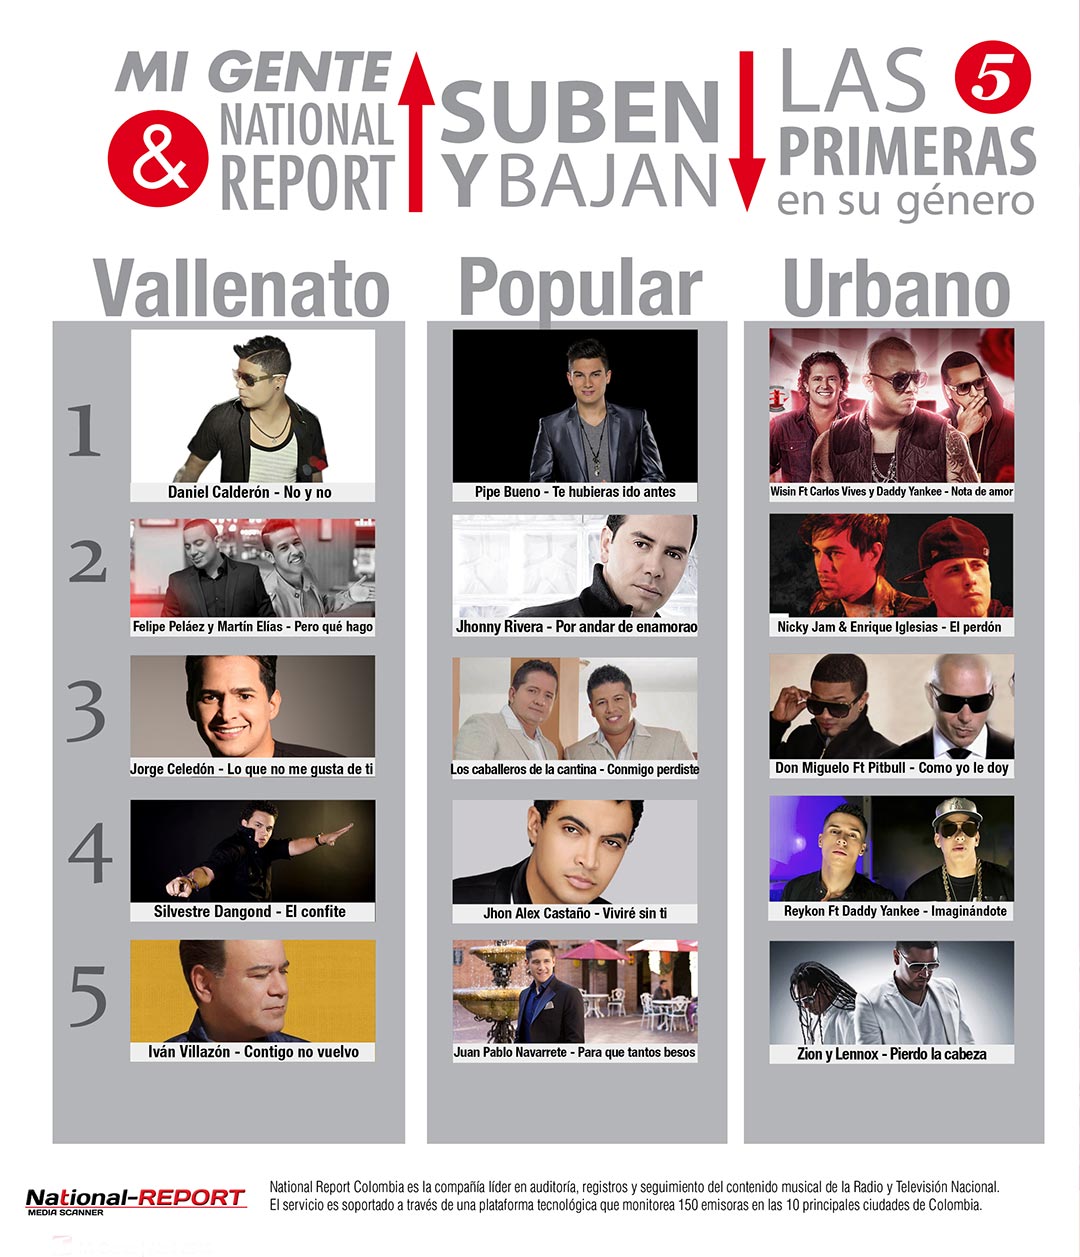 MI GENTE
& NATIONAL
REPORT
SUBEN
Y BAJAN
LAS 5
PRIMERAS
en su género
Vallenato
1
Daniel Calderón - No y no
2
Felipe Peláez y Martín Elías - Pero qué hago
3
Jorge Celedón - Lo que no me gusta de ti
4
Silvestre Dangond - El confite
5
Iván Villazón - Contigo no vuelvo
Popular
Pipe Bueno - Te hubieras ido antes
Jhonny Rivera - Por andar de enamorao
Los caballeros de la cantina - Conmigo perdiste
Jhon Alex Castaño - Viviré sin ti
Juan Pablo Navarrete - Para que tantos besos
Urbano
Wisin Ft Carlos Vives y Daddy Yankee - Nota de amor
Nicky Jam & Enrique Iglesias - El perdón
Don Miguelo Ft Pitbull - Como yo le doy
Reykon Ft Daddy Yankee - Imaginándote
Zion y Lennox - Pierdo la cabeza
National-REPORT
MEDIA SCANNER
National Report Colombia es la compañía líder en auditoría, registros y seguimiento del contenido musical de la Radio y Televisión Nacional.
El servicio es soportado a través de una plataforma tecnológica que monitorea 150 emisoras en las 10 principales ciudades de Colombia.